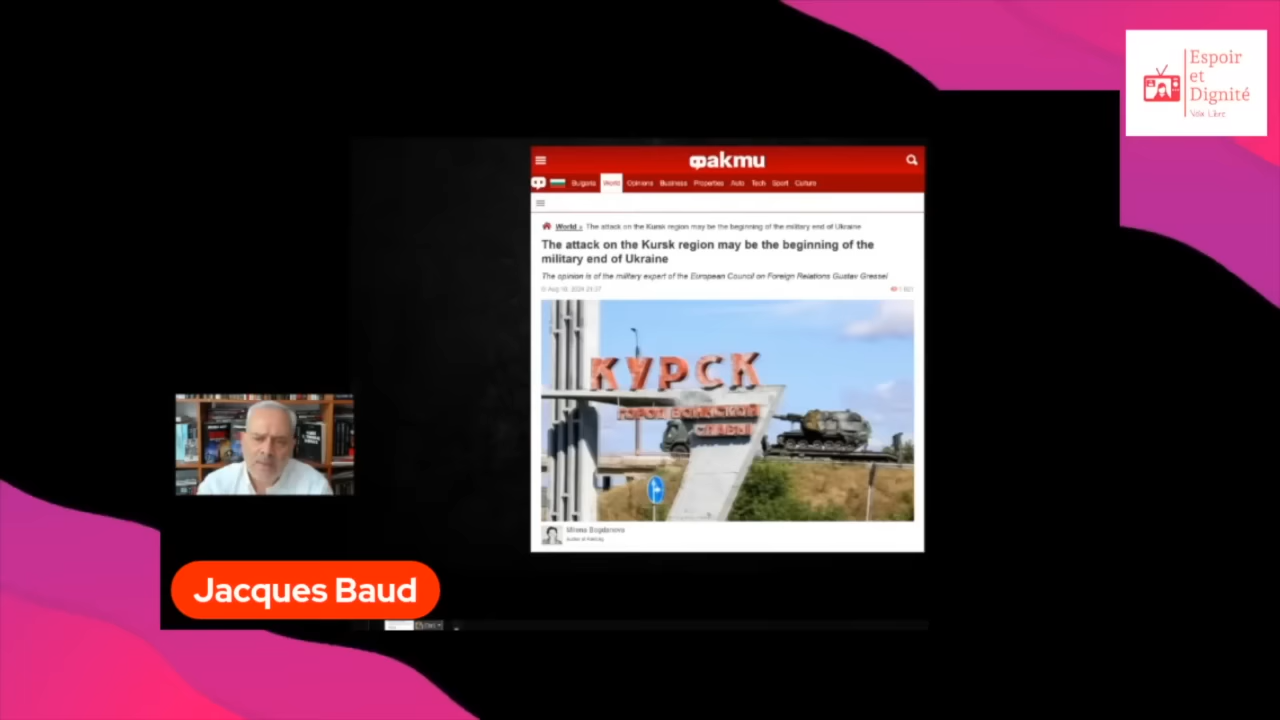 Espoir
et
Dignité
факти
Bulgaria World Opinions Business Properties Auto Tech Sport Culture
World » The attack on the Kursk region may be the beginning of the military end of Ukraine
The attack on the Kursk region may be the beginning of the
military end of Ukraine
The opinion is of the military expert of the European Council on Foreign Relations Gustav Gressel
КУРСК
ГОРОД ВОИНСКОЙ
СЛАВЫ
Jacques Baud